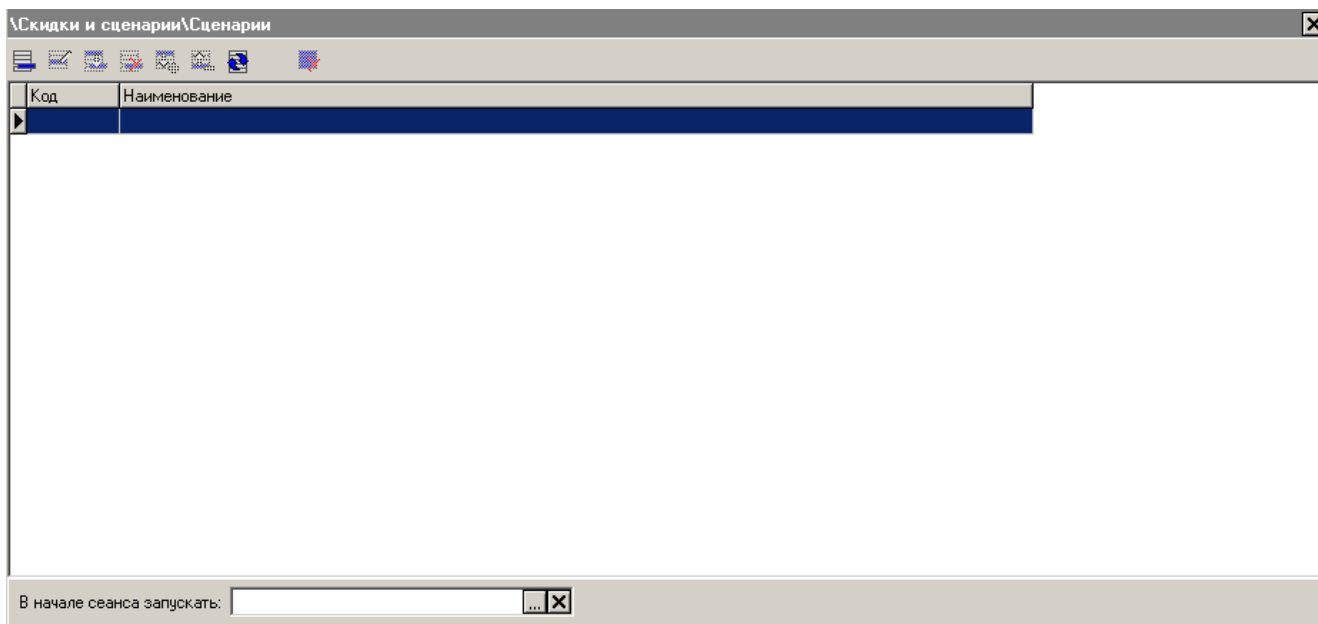 \Скидки и сценарии\Сценарии
Код Наименование
В начале сеанса запускать: ...